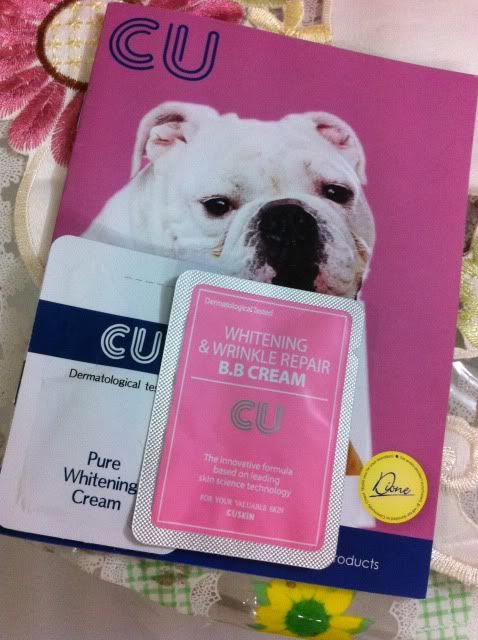 CU
CU
Dermatological tes
Pure
Whitening
Cream
Dermatological Tested
WHITENING
& WRINKLE REPAIR
B.B CREAM
CU
The innovative formula
based on leading
skin science technology
FOR YOUR VALUABLE SKIN
CUSKIN
roducts